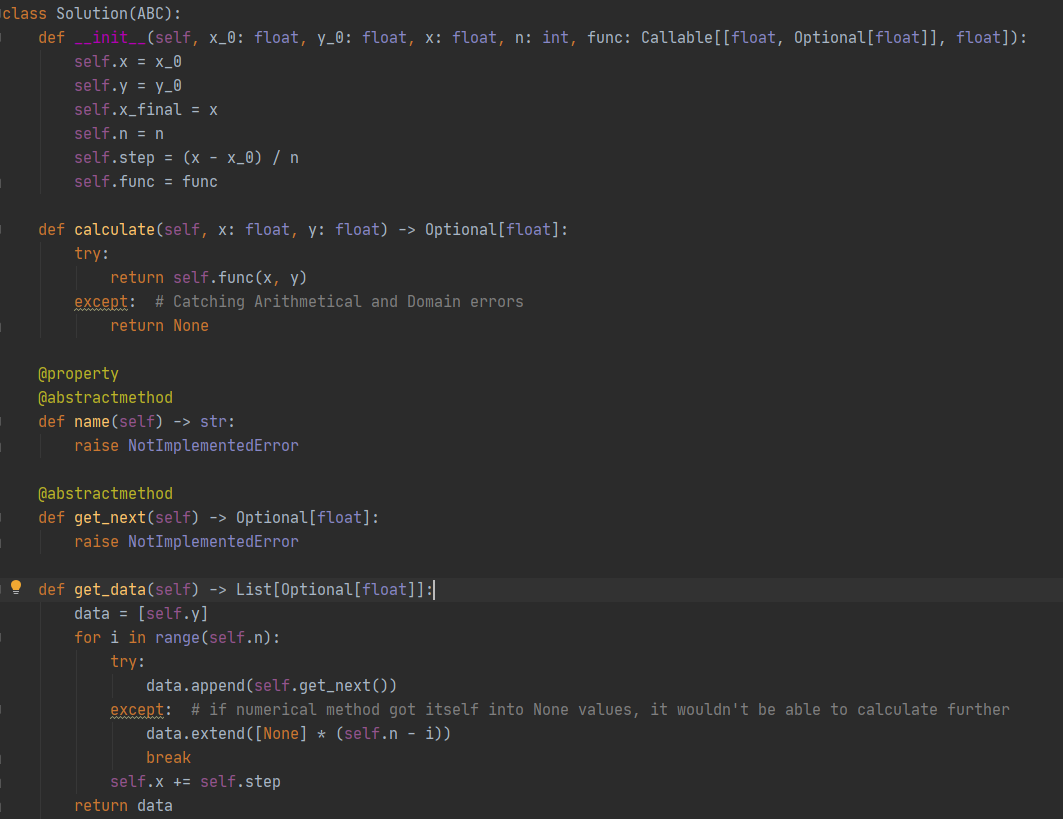 class Solution(ABC):
    def __init__(self, x_0: float, y_0: float, x: float, n: int, func: Callable[[float, Optional[float]], float]):
        self.x = x_0
        self.y = y_0
        self.x_final = x
        self.n = n
        self.step = (x - x_0) / n
        self.func = func

    def calculate(self, x: float, y: float) -> Optional[float]:
        try:
            return self.func(x, y)
        except:  # Catching Arithmetical and Domain errors
            return None

    @property
    @abstractmethod
    def name(self) -> str:
        raise NotImplementedError

    @abstractmethod
    def get_next(self) -> Optional[float]:
        raise NotImplementedError

    def get_data(self) -> List[Optional[float]]:
        data = [self.y]
        for i in range(self.n):
            try:
                data.append(self.get_next())
            except:  # if numerical method got itself into None values, it wouldn't be able to calculate further
                data.extend([None] * (self.n - i))
                break
            self.x += self.step
        return data